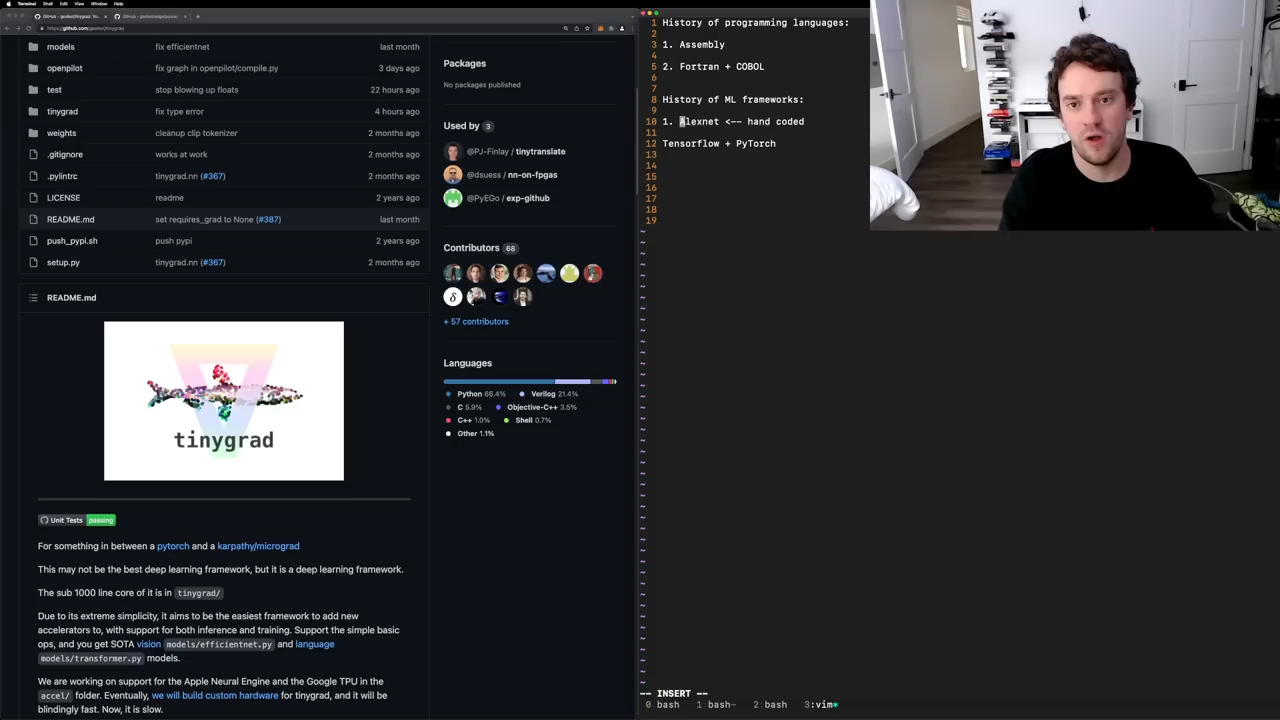 Terminal Shell Edit View Window Help
https://github.com/geohot/tinygrad
models fix efficientnet last month
openpilot fix graph in openpilot/compile.py 3 days ago
test stop blowing up floats 22 hours ago
tinygrad fix type error 4 hours ago
weights cleanup clip tokenizer 2 months ago
.gitignore works at work 2 months ago
.pylintrc tinygrad.nn (#367) 2 months ago
LICENSE readme 2 years ago
README.md set requires_grad to None (#387) last month
push_pypi.sh push pypi 2 years ago
setup.py tinygrad.nn (#367) 2 months ago
README.md
tinygrad
Unit Tests passing
For something in between a pytorch and a karpathy/micrograd
This may not be the best deep learning framework, but it is a deep learning framework.
The sub 1000 line core of it is in tinygrad/
Due to its extreme simplicity, it aims to be the easiest framework to add new
accelerators to, with support for both inference and training. Support the simple basic
ops, and you get SOTA vision models/efficientnet.py and language
models/transformer.py models.
We are working on support for the Apple Neural Engine and the Google TPU in the
accel/ folder. Eventually, we will build custom hardware for tinygrad, and it will be
blindingly fast. Now, it is slow.
Packages
No packages published
Used by 3
@PJ-Finlay / tinytranslate
@dsuess / nn-on-fpgas
@PyEGo / exp-github
Contributors 68
δ
+ 57 contributors
Languages
Python 66.4% Verilog 21.4%
C 5.9% Objective-C++ 3.5%
C++ 1.0% Shell 0.7%
Other 1.1%
1 History of programming languages:
2
3 1. Assembly
4
5 2. Fortran + COBOL
6
7
8 History of ML frameworks:
9
10 1. Alexnet <-- hand coded
11
12 Tensorflow + PyTorch
13
14
15
16
17
18
19
-- INSERT --
0 bash 1 bash- 2 bash 3:vim*